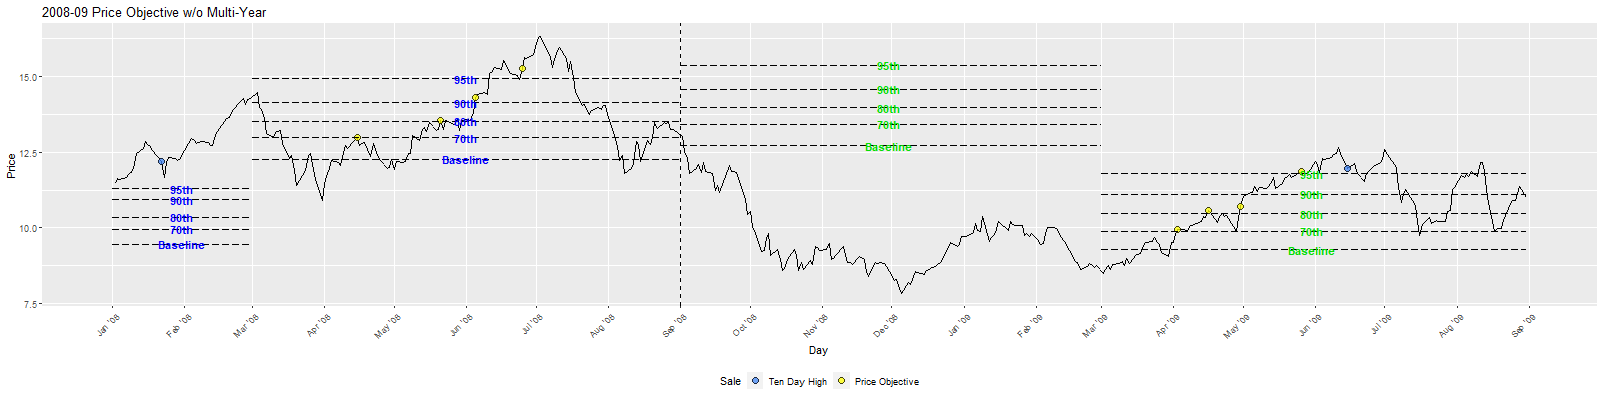 2008-09 Price Objective w/o Multi-Year
Price
15.0
12.5
10.0
7.5
95th
90th
80th
70th
Baseline
95th
90th
80th
70th
Baseline
95th
90th
80th
70th
Baseline
95th
90th
80th
70th
Baseline
Jan '08 Feb '08 Mar '08 Apr '08 May '08 Jun '08 Jul '08 Aug '08 Sep '08 Oct '08 Nov '08 Dec '08 Jan '09 Feb '09 Mar '09 Apr '09 May '09 Jun '09 Jul '09 Aug '09 Sep '09
Day
Sale Ten Day High Price Objective